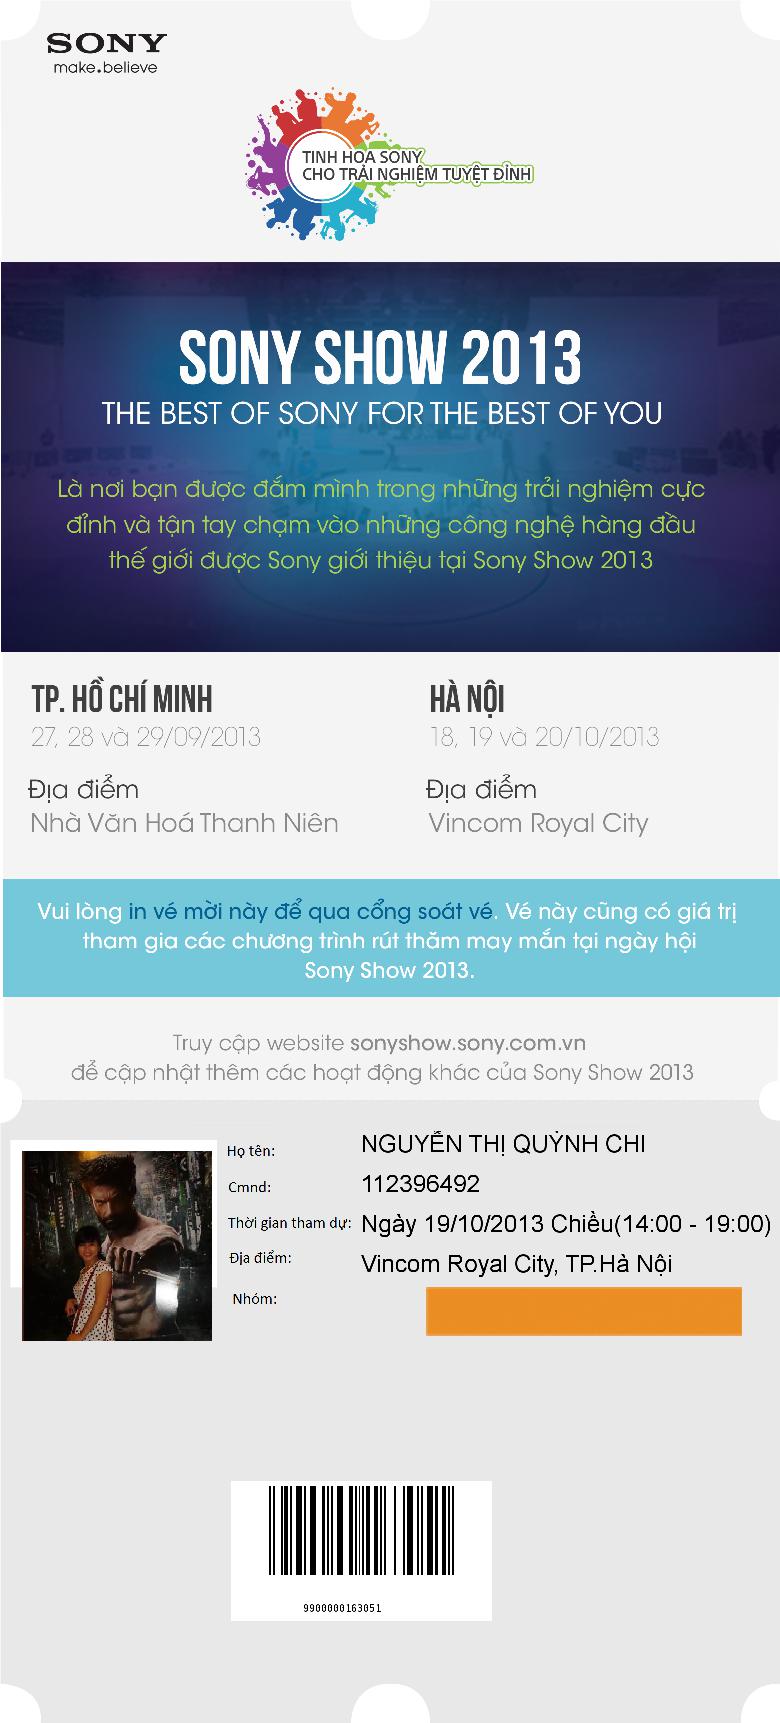 SONY
make.believe
TINH HOA SONY
CHO TRẢI NGHIỆM TUYỆT ĐỈNH
SONY SHOW 2013
THE BEST OF SONY FOR THE BEST OF YOU
Là nơi bạn được đắm mình trong những trải nghiệm cực
đỉnh và tận tay chạm vào những công nghệ hàng đầu
thế giới được Sony giới thiệu tại Sony Show 2013
TP. HỒ CHÍ MINH
27, 28 và 29/09/2013
Địa điểm
Nhà Văn Hoá Thanh Niên
HÀ NỘI
18, 19 và 20/10/2013
Địa điểm
Vincom Royal City
Vui lòng in vé mời này để qua cổng soát vé. Vé này cũng có giá trị
tham gia các chương trình rút thăm may mắn tại ngày hội
Sony Show 2013.
Truy cập website sonyshow.sony.com.vn
để cập nhật thêm các hoạt động khác của Sony Show 2013
Họ tên: NGUYỄN THỊ QUỲNH CHI
Cmnd: 112396492
Thời gian tham dự: Ngày 19/10/2013 Chiều(14:00 - 19:00)
Địa điểm: Vincom Royal City, TP.Hà Nội
Nhóm:
9900000163051